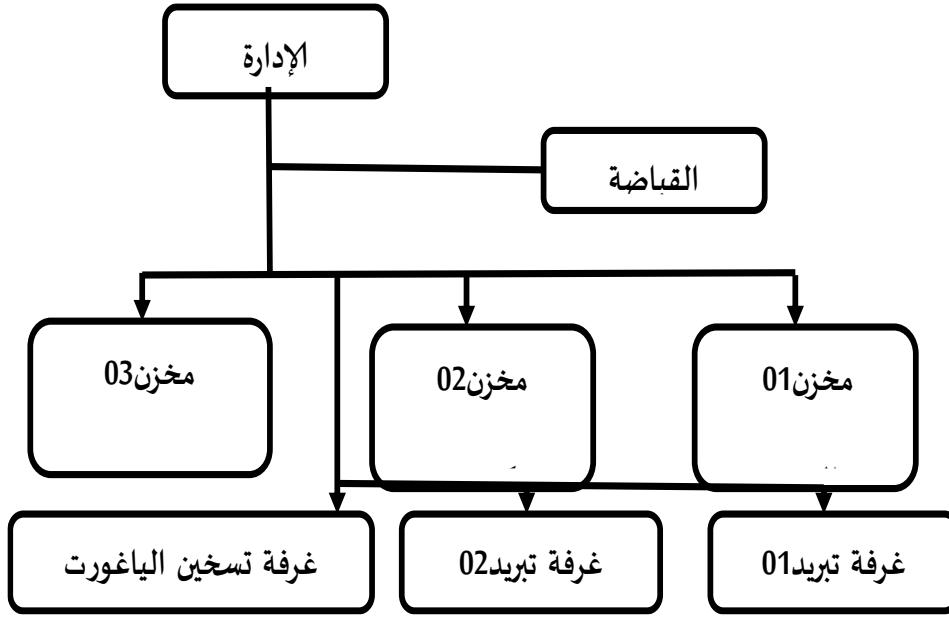 الإدارة
القباضة
مخزن01
مخزن02
مخزن03
غرفة تبريد01
غرفة تبريد02
غرفة تسخين الياغورت